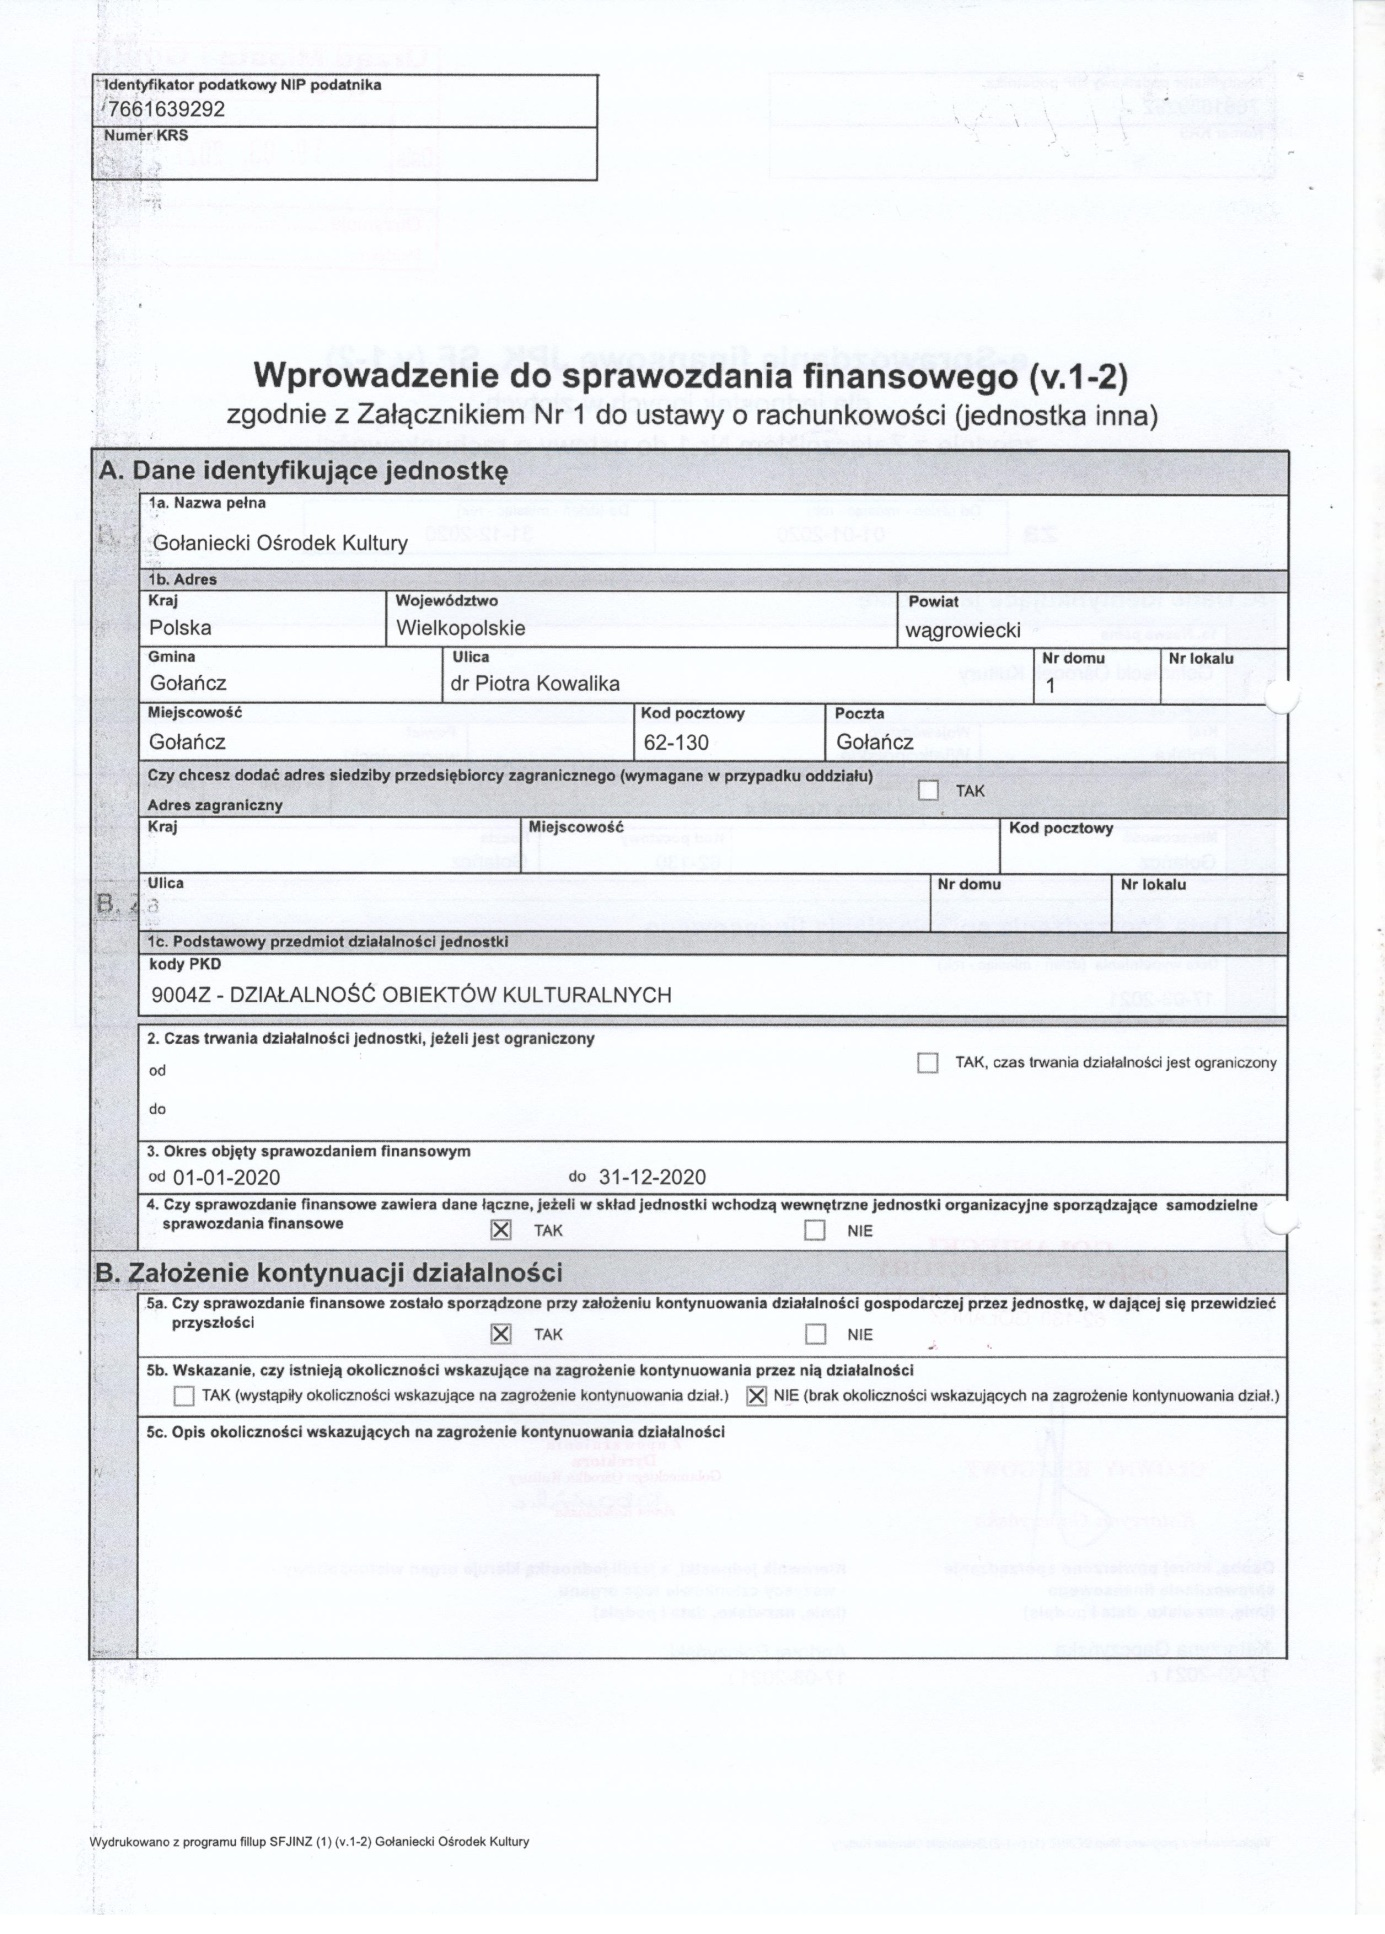 Identyfikator podatkowy NIP podatnika
7661639292
Numer KRS
Wprowadzenie do sprawozdania finansowego (v.1-2)
zgodnie z Załącznikiem Nr 1 do ustawy o rachunkowości (jednostka inna)
A. Dane identyfikujące jednostkę
1a. Nazwa pełna
Gołaniecki Ośrodek Kultury
1b. Adres
Kraj Województwo Powiat
Polska Wielkopolskie wągrowiecki
Gmina Ulica Nr domu Nr lokalu
Gołańcz dr Piotra Kowalika 1
Miejscowość Kod pocztowy Poczta
Gołańcz 62-130 Gołańcz
Czy chcesz dodać adres siedziby przedsiębiorcy zagranicznego (wymagane w przypadku oddziału)
TAK
Adres zagraniczny
Kraj Miejscowość Kod pocztowy
Ulica Nr domu Nr lokalu
1c. Podstawowy przedmiot działalności jednostki
kody PKD
9004Z - DZIAŁALNOŚĆ OBIEKTÓW KULTURALNYCH
2. Czas trwania działalności jednostki, jeżeli jest ograniczony
TAK, czas trwania działalności jest ograniczony
od
do
3. Okres objęty sprawozdaniem finansowym
od 01-01-2020 do 31-12-2020
4. Czy sprawozdanie finansowe zawiera dane łączne, jeżeli w skład jednostki wchodzą wewnętrzne jednostki organizacyjne sporządzające samodzielne
sprawozdania finansowe
TAK NIE
B. Założenie kontynuacji działalności
5a. Czy sprawozdanie finansowe zostało sporządzone przy założeniu kontynuowania działalności gospodarczej przez jednostkę, w dającej się przewidzieć
przyszłości
TAK NIE
5b. Wskazanie, czy istnieją okoliczności wskazujące na zagrożenie kontynuowania przez nią działalności
TAK (wystąpiły okoliczności wskazujące na zagrożenie kontynuowania dział.) NIE (brak okoliczności wskazujących na zagrożenie kontynuowania dział.)
5c. Opis okoliczności wskazujących na zagrożenie kontynuowania działalności
Wydrukowano z programu fillup SFJINZ (1) (v.1-2) Gołaniecki Ośrodek Kultury